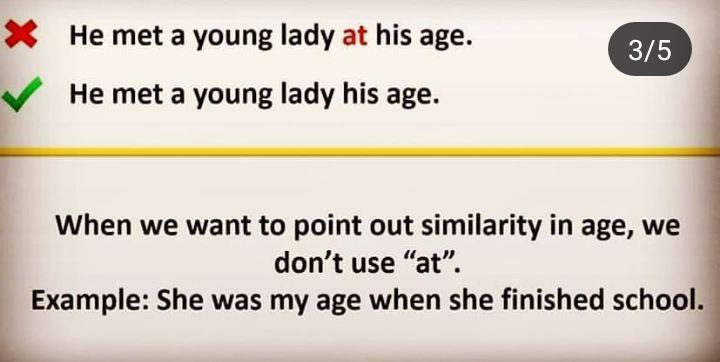 He met a young lady at his age.
3/5
He met a young lady his age.
When we want to point out similarity in age, we
don't use “at”.
Example: She was my age when she finished school.